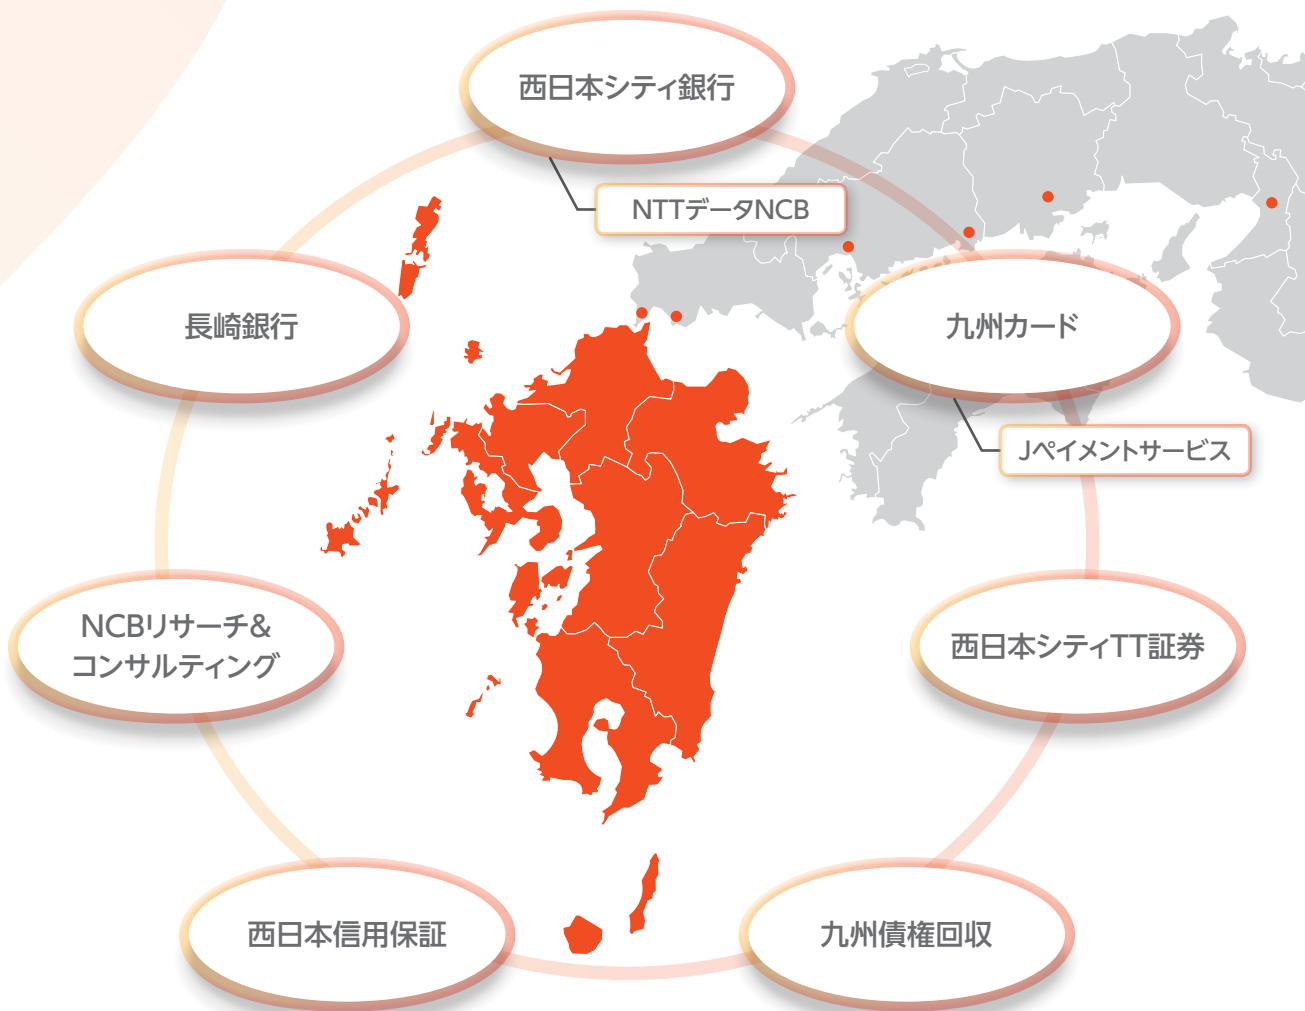 西日本シティ銀行
NTTデータNCB
長崎銀行
九州カード
Jペイメントサービス
NCBリサーチ&
コンサルティング
西日本シティTT証券
西日本信用保証
九州債権回収